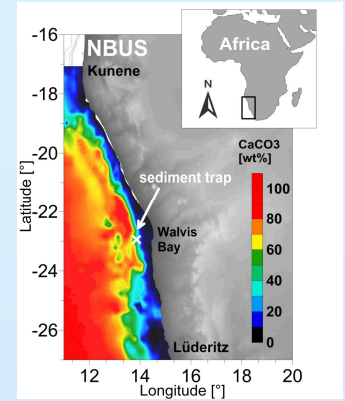 NBUS
Kunene
Africa
N
CaCO3
[wt%]
100
80
60
40
20
0
sediment trap
Walvis
Bay
Lüderitz
-16
-18
-20
-22
-24
-26
Latitude [°]
12
14
16
18
20
Longitude [°]